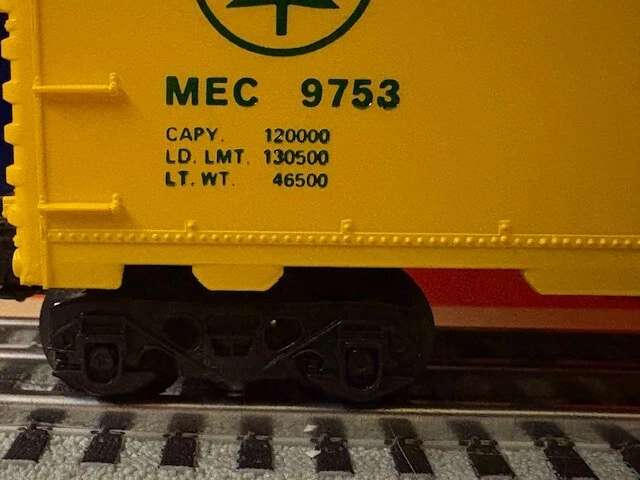 MEC 9753
CAPY. 120000
LD. LMT. 130500
LT. WT. 46500